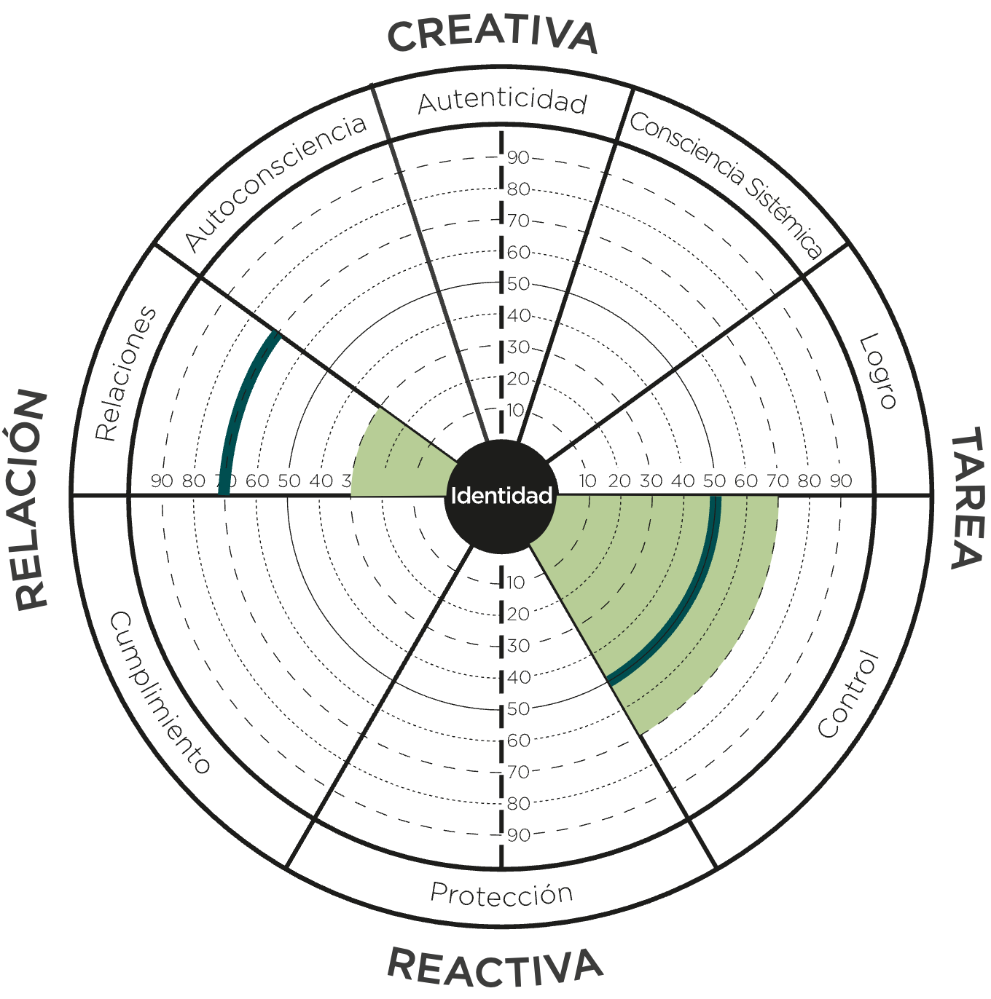 CREATIVA
Autenticidad
Autoconsciencia
Consciencia Sistémica
Relaciones
Logro
RELACIÓN
TAREA
90
80
70
60
50
40
30
20
10
90 80 70 60 50 40 3
Identidad
10 20 30 40 50 60 70 80 90
10
20
30
40
50
60
70
80
90
Cumplimiento
Control
Protección
REACTIVA